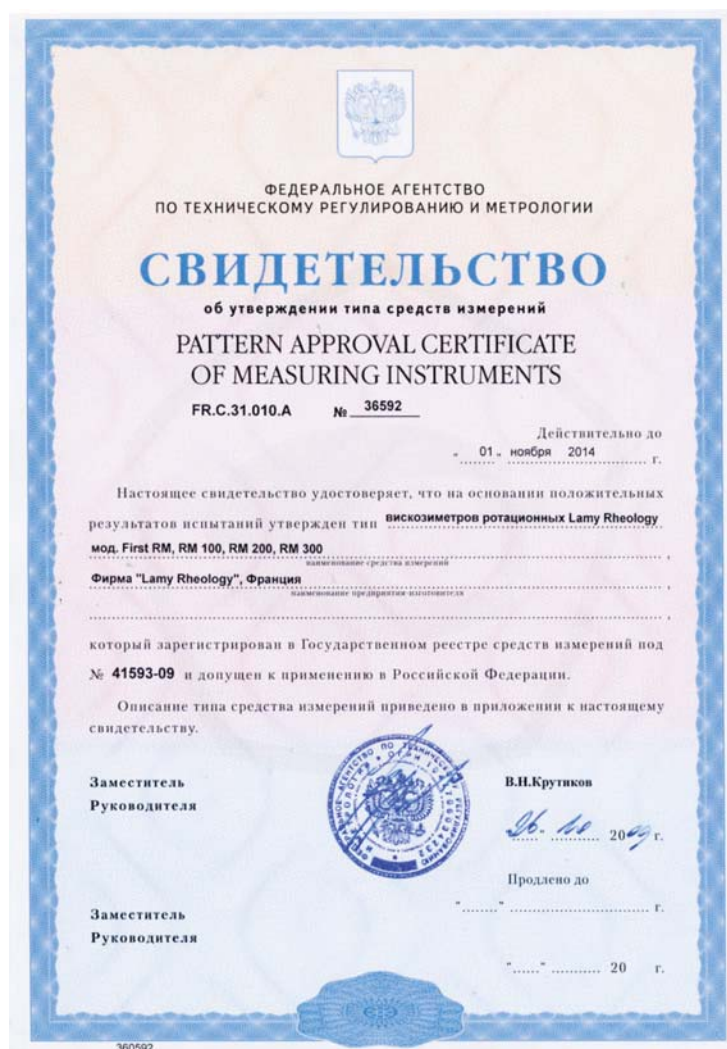 ФЕДЕРАЛЬНОЕ АГЕНТСТВО
ПО ТЕХНИЧЕСКОМУ РЕГУЛИРОВАНИЮ И МЕТРОЛОГИИ
СВИДЕТЕЛЬСТВО
об утверждении типа средств измерений
PATTERN APPROVAL CERTIFICATE
OF MEASURING INSTRUMENTS
FR.C.31.010.A № 36592
Действительно до
" 01 " ноября 2014 г.
Настоящее свидетельство удостоверяет, что на основании положительных
результатов испытаний утвержден тип вискозиметров ротационных Lamy Rheology
мод. First RM, RM 100, RM 200, RM 300 ,
наименование средства измерений
Фирма "Lamy Rheology", Франция ,
наименование предприятия-изготовителя
,
который зарегистрирован в Государственном реестре средств измерений под
№ 41593-09 и допущен к применению в Российской Федерации.
Описание типа средства измерений приведено в приложении к настоящему
свидетельству.
Заместитель
Руководителя
В.Н.Крутиков
26. 10 2009 г.
Продлено до
"........" .............................. г.
Заместитель
Руководителя
"......" ........... 20 г.
360592